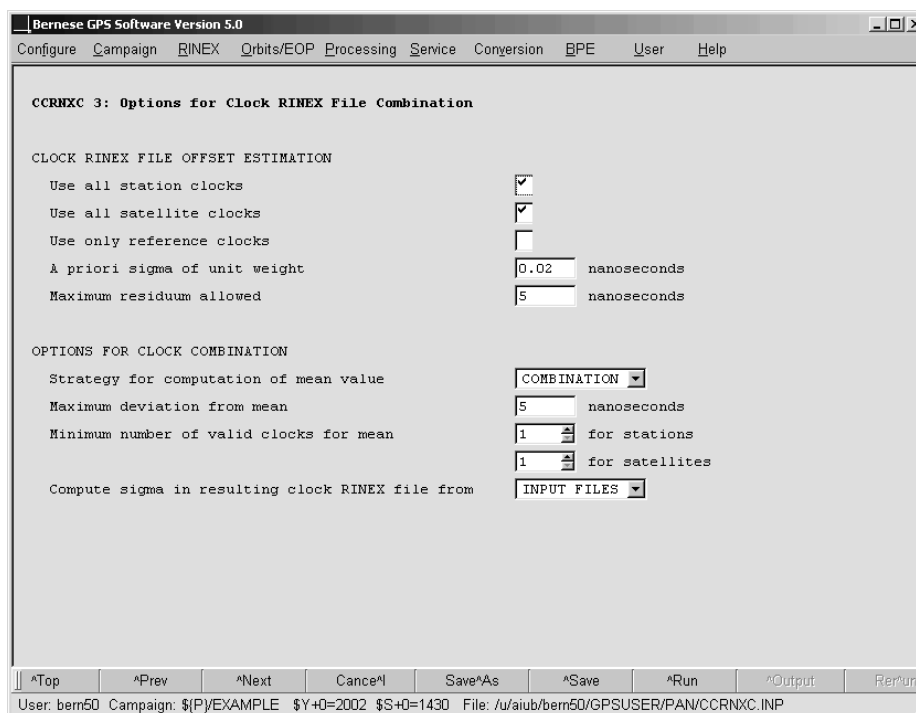 Bernese GPS Software Version 5.0
Configure Campaign RINEX Orbits/EOP Processing Service Conversion BPE User Help
CCRNXC 3: Options for Clock RINEX File Combination
CLOCK RINEX FILE OFFSET ESTIMATION
Use all station clocks
Use all satellite clocks
Use only reference clocks
A priori sigma of unit weight 0.02 nanoseconds
Maximum residuum allowed 5 nanoseconds
OPTIONS FOR CLOCK COMBINATION
Strategy for computation of mean value COMBINATION
Maximum deviation from mean 5 nanoseconds
Minimum number of valid clocks for mean 1 for stations
1 for satellites
Compute sigma in resulting clock RINEX file from INPUT FILES
^Top ^Prev ^Next Cance^l Save^As ^Save ^Run ^Output Rer^un
User: bern50 Campaign: ${P}/EXAMPLE $Y+0=2002 $S+0=1430 File: /u/aiub/bern50/GPSUSER/PAN/CCRNXC.INP